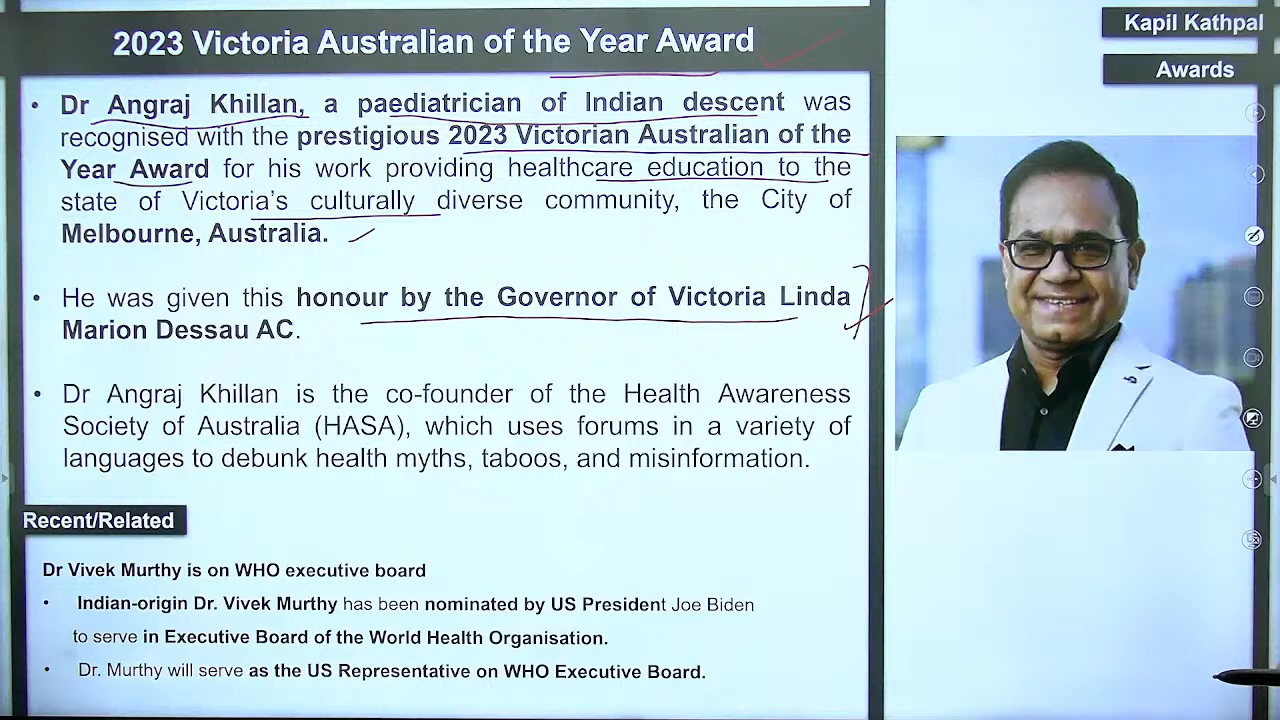 2023 Victoria Australian of the Year Award
Kapil Kathpal
Awards
• Dr Angraj Khillan, a paediatrician of Indian descent was
recognised with the prestigious 2023 Victorian Australian of the
Year Award for his work providing healthcare education to the
state of Victoria's culturally diverse community, the City of
Melbourne, Australia.
• He was given this honour by the Governor of Victoria Linda
Marion Dessau AC.
• Dr Angraj Khillan is the co-founder of the Health Awareness
Society of Australia (HASA), which uses forums in a variety of
languages to debunk health myths, taboos, and misinformation.
Recent/Related
Dr Vivek Murthy is on WHO executive board
• Indian-origin Dr. Vivek Murthy has been nominated by US President Joe Biden
to serve in Executive Board of the World Health Organisation.
• Dr. Murthy will serve as the US Representative on WHO Executive Board.